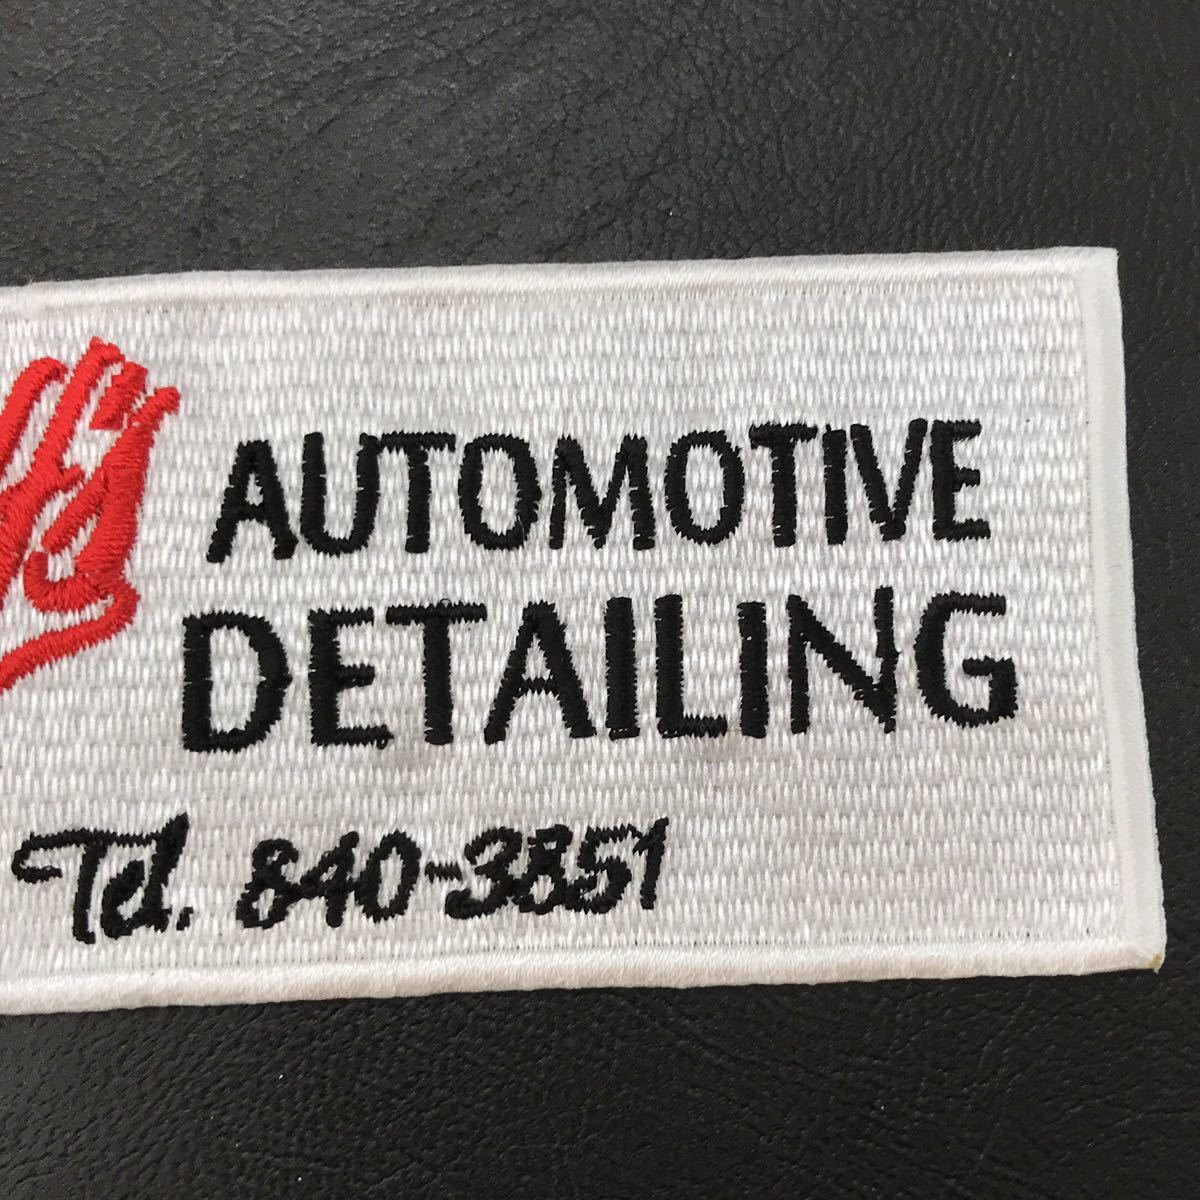 AUTOMOTIVE
DETAILING
Tel. 840-3851